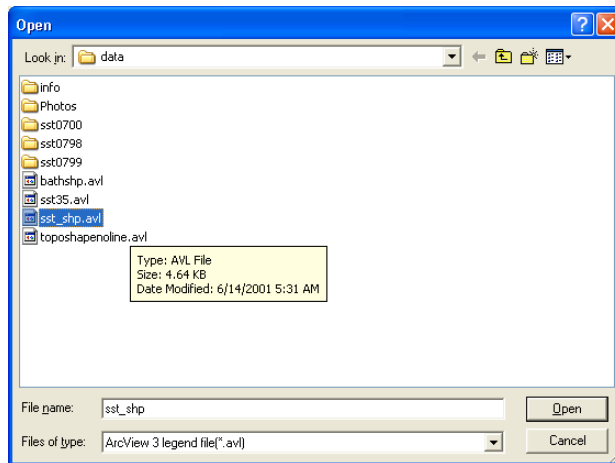 Open
Look in: data
info
Photos
sst0700
sst0798
sst0799
bathshp.avl
sst35.avl
sst_shp.avl
toposhapenoline.avl
Type: AVL File
Size: 4.64 KB
Date Modified: 6/14/2001 5:31 AM
File name: sst_shp Open
Files of type: ArcView 3 legend file(*.avl) Cancel